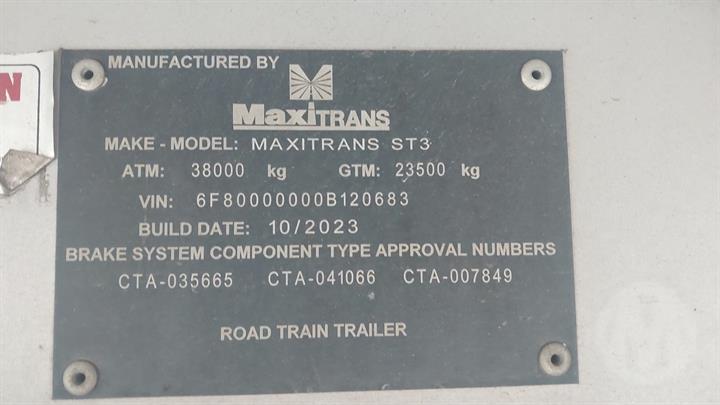 N
MANUFACTURED BY
MaxiTRANS
MAKE - MODEL: MAXITRANS ST3
ATM: 38000 kg GTM: 23500 kg
VIN: 6F80000000B120683
BUILD DATE: 10/2023
BRAKE SYSTEM COMPONENT TYPE APPROVAL NUMBERS
CTA-035665 CTA-041066 CTA-007849
ROAD TRAIN TRAILER